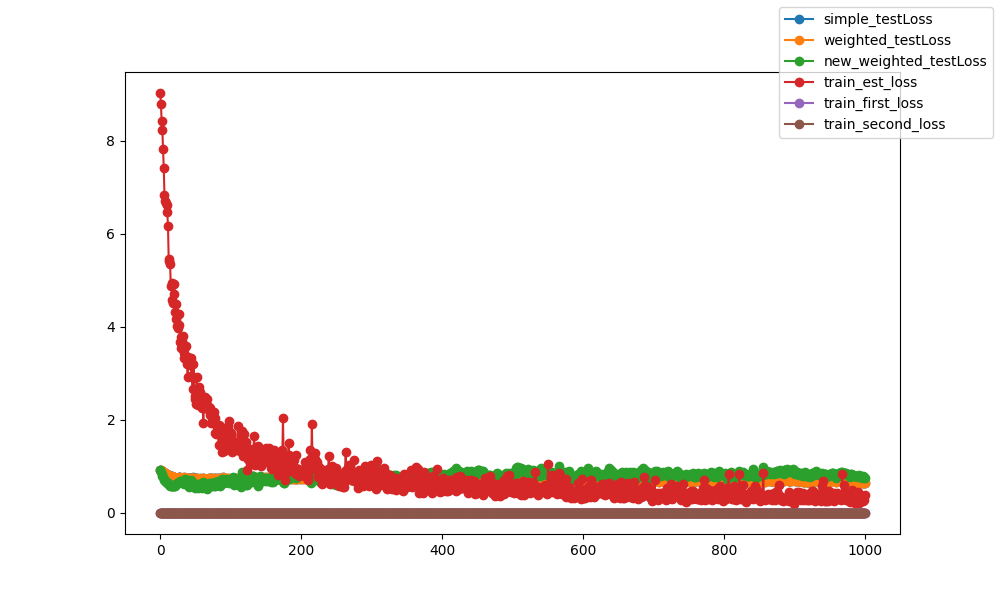 simple_testLoss
weighted_testLoss
new_weighted_testLoss
train_est_loss
train_first_loss
train_second_loss
8
6
4
2
0
0 200 400 600 800 1000